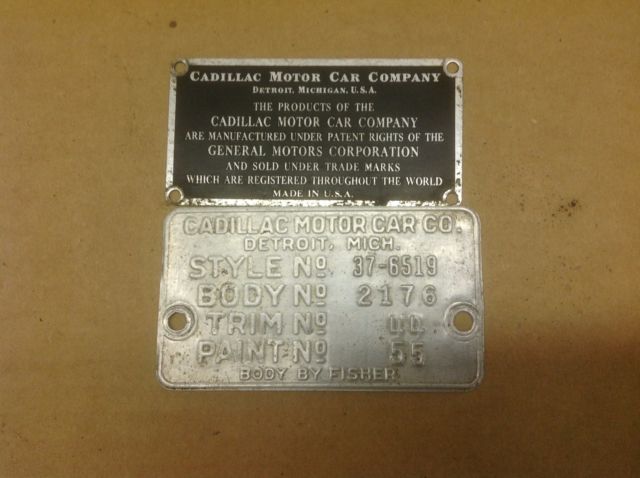 CADILLAC MOTOR CAR COMPANY
DETROIT, MICHIGAN, U.S.A.
THE PRODUCTS OF THE
CADILLAC MOTOR CAR COMPANY
ARE MANUFACTURED UNDER PATENT RIGHTS OF THE
GENERAL MOTORS CORPORATION
AND SOLD UNDER TRADE MARKS
WHICH ARE REGISTERED THROUGHOUT THE WORLD
MADE IN U.S.A.
CADILLAC MOTOR CAR CO.
DETROIT, MICH.
STYLE Nº 37-6519
BODY Nº 2176
TRIM Nº
PAINT Nº 55
BODY BY FISHER